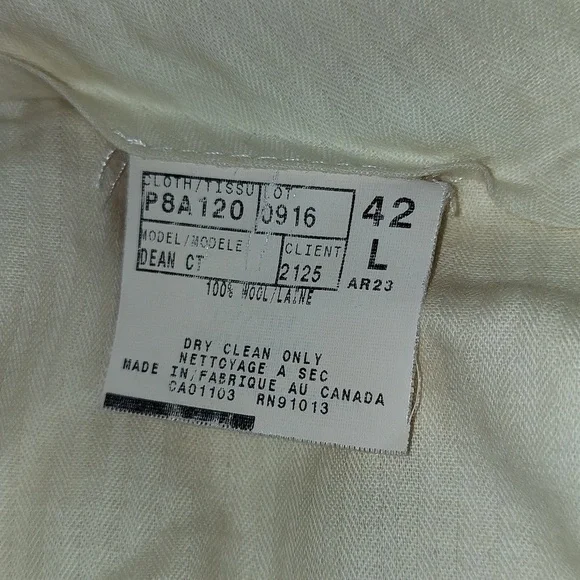 CLOTH/TISSU LOT
P8A120 0916 42
MODEL/MODELE CLIENT L
DEAN CT 2125 AR23
100% WOOL/LAINE
DRY CLEAN ONLY
NETTOYAGE A SEC
MADE IN/FABRIQUE AU CANADA
CA01103 RN91013